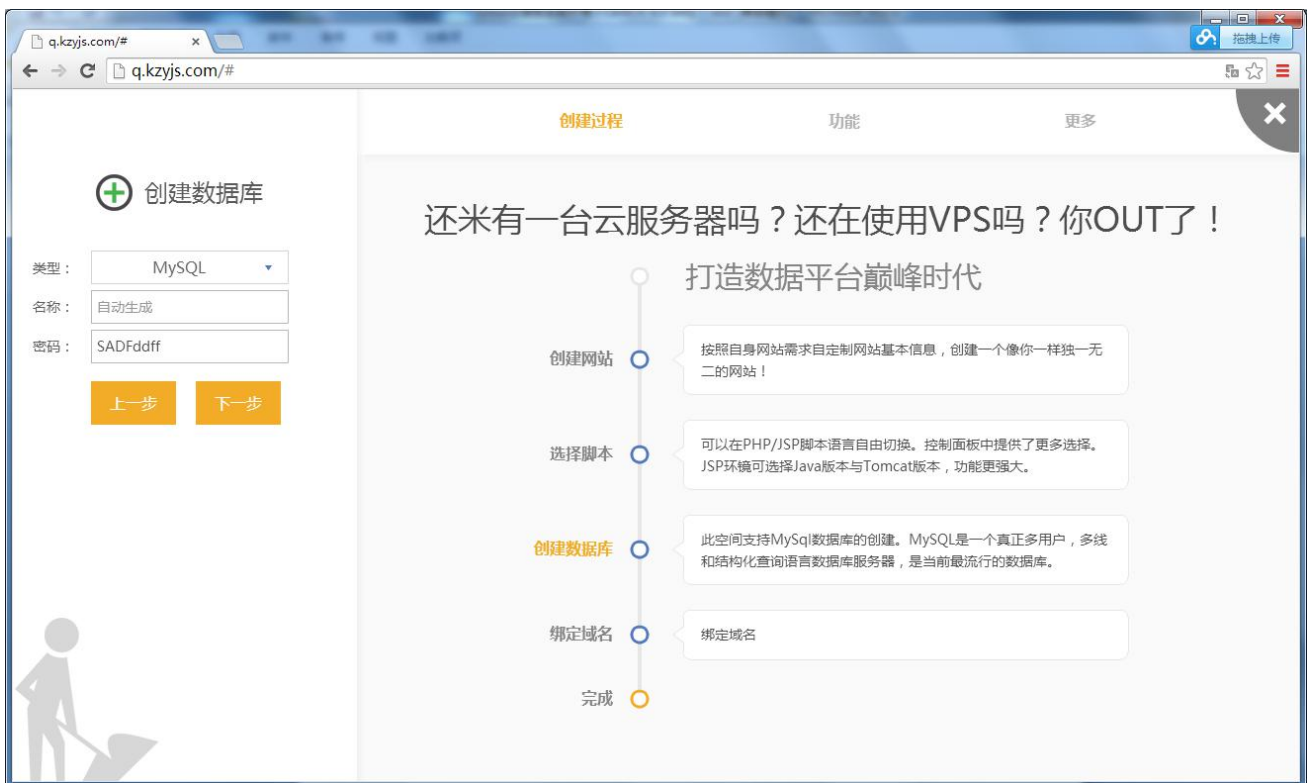 q.kzyjs.com/#
拖拽上传
q.kzyjs.com/#
创建过程
功能
更多
创建数据库
类型：
MySQL
名称：
自动生成
密码：
SADFddff
上一步
下一步
还米有一台云服务器吗？还在使用VPS吗？你OUT了！
打造数据平台巅峰时代
创建网站
按照自身网站需求自定制网站基本信息，创建一个像你一样独一无
二的网站！
选择脚本
可以在PHP/JSP脚本语言自由切换。控制面板中提供了更多选择。
JSP环镜可选择Java版本与Tomcat版本，功能更强大。
创建数据库
此空间支持MySql数据库的创建。MySQL是一个真正多用户，多线
和结构化查询语言数据库服务器，是当前最流行的数据库。
绑定域名
绑定域名
完成